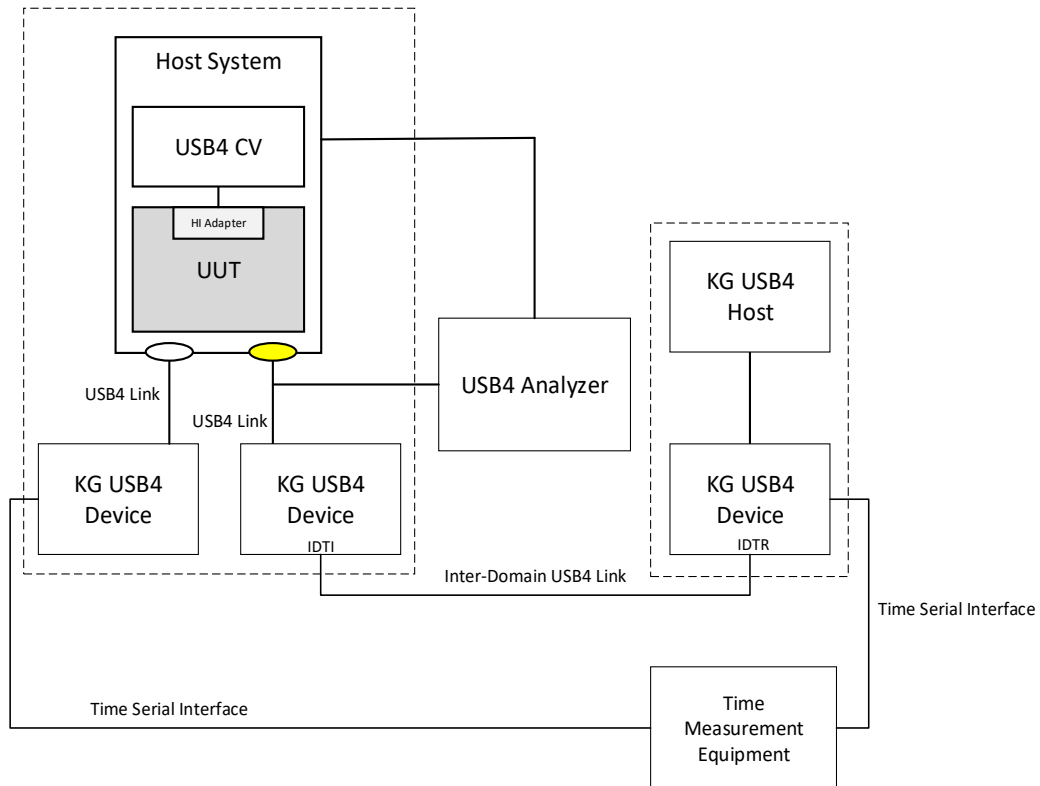 Host System
USB4 CV
HI Adapter
UUT
USB4 Link
USB4 Link
USB4 Analyzer
KG USB4
Host
KG USB4
Device
KG USB4
Device
IDTI
KG USB4
Device
IDTR
Inter-Domain USB4 Link
Time Serial Interface
Time Serial Interface
Time
Measurement
Equipment